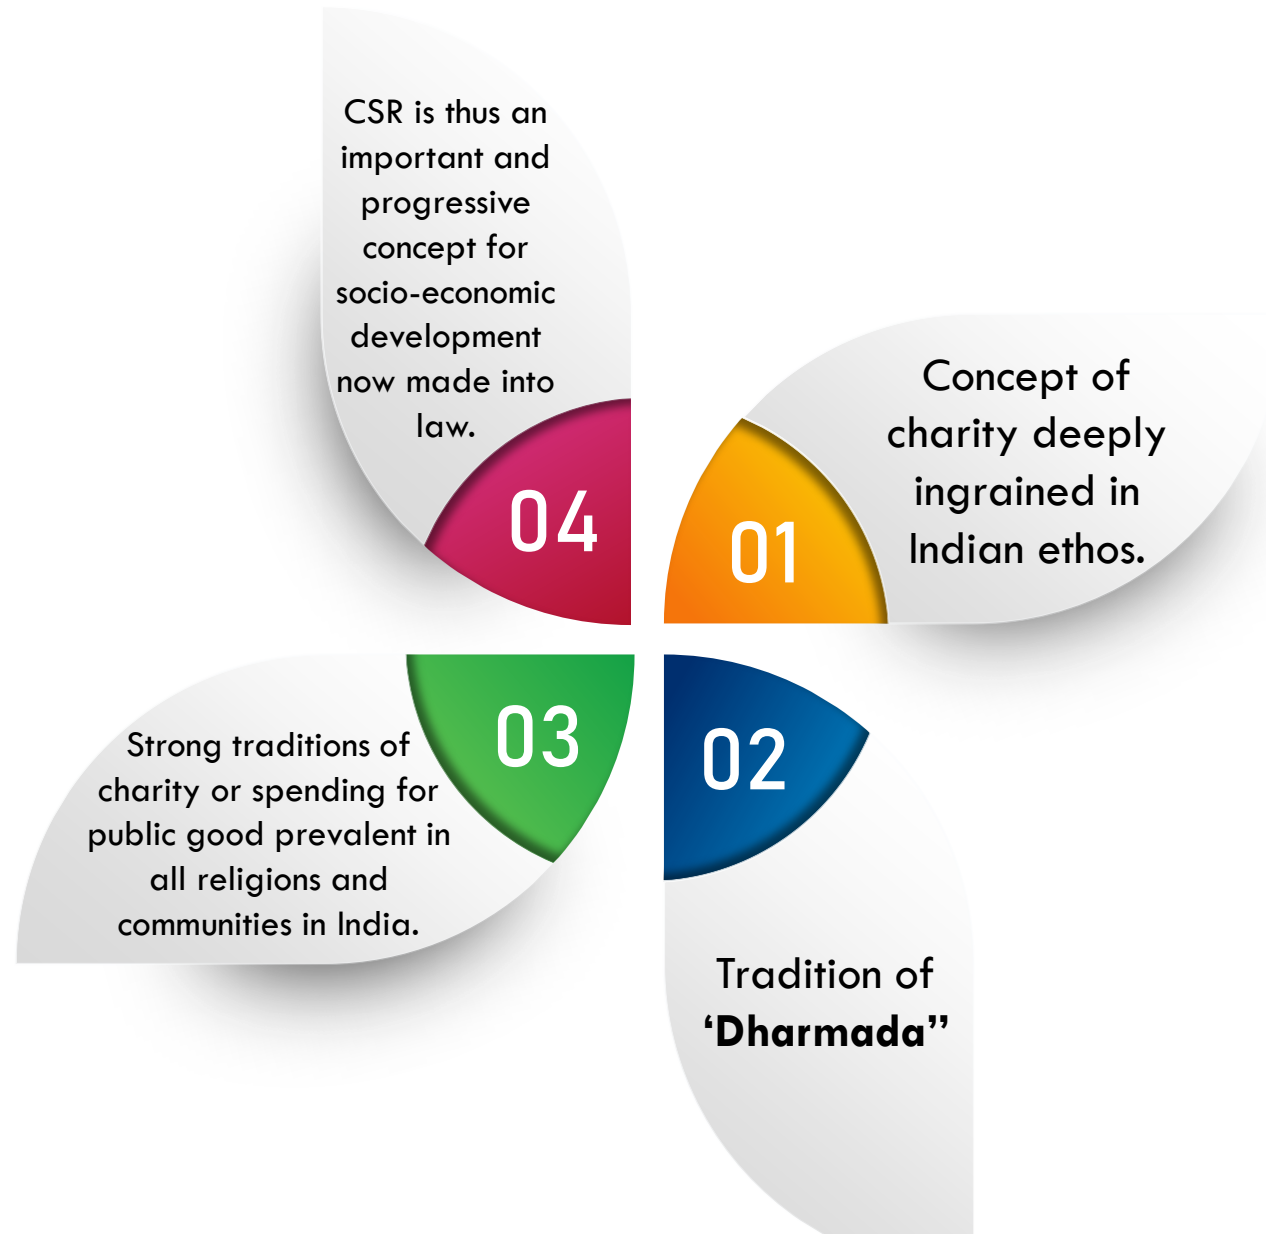 01
Concept of
charity deeply
ingrained in
Indian ethos.
02
Tradition of
‘Dharmada’’
03
Strong traditions of
charity or spending for
public good prevalent in
all religions and
communities in India.
04
CSR is thus an
important and
progressive
concept for
socio-economic
development
now made into
law.